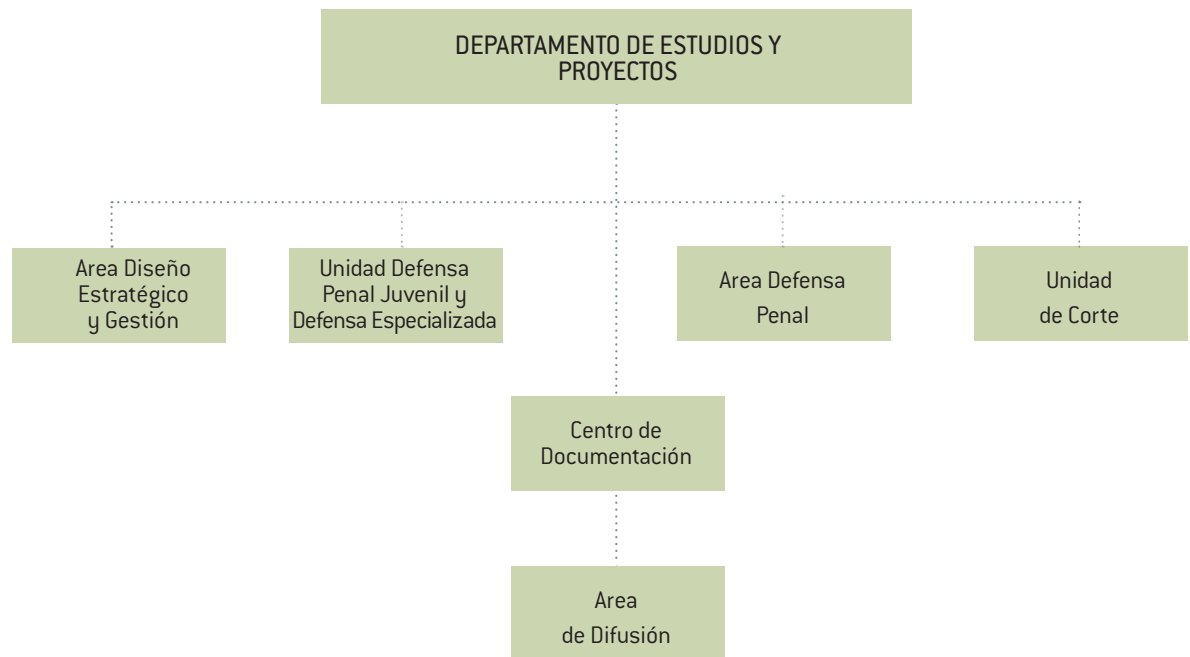 DEPARTAMENTO DE ESTUDIOS Y
PROYECTOS
Area Diseño
Estratégico
y Gestión
Unidad Defensa
Penal Juvenil y
Defensa Especializada
Area Defensa
Penal
Unidad
de Corte
Centro de
Documentación
Area
de Difusión